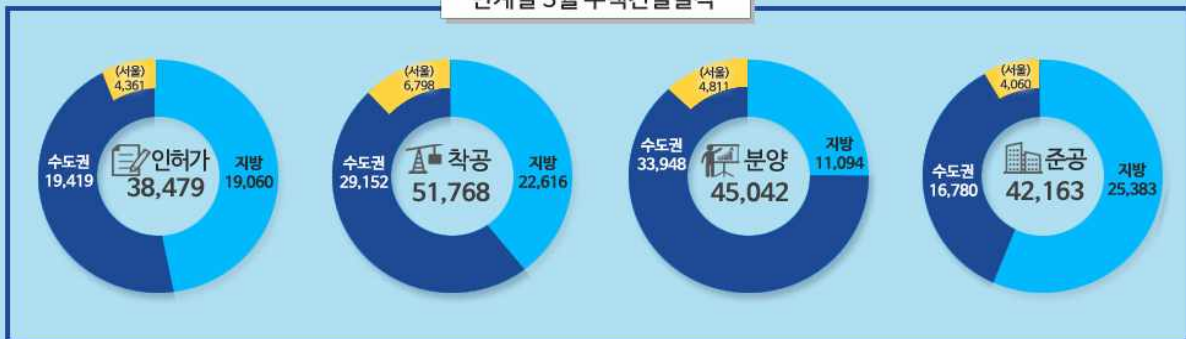 (서울)
4,361
수도권
19,419
인허가
38,479
지방
19,060
(서울)
6,798
수도권
29,152
착공
51,768
지방
22,616
(서울)
4,811
수도권
33,948
분양
45,042
지방
11,094
(서울)
4,060
수도권
16,780
준공
42,163
지방
25,383